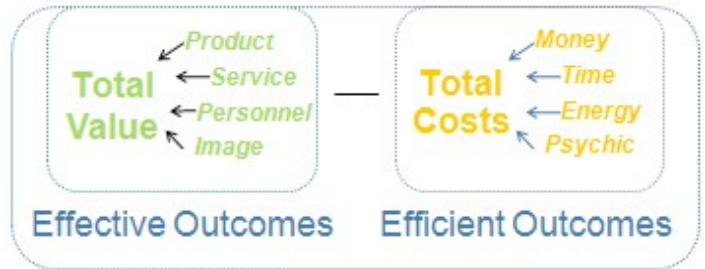 Product
Service
Total
Value
Personnel
Image
Money
Time
Total
Costs
Energy
Psychic
Effective Outcomes
Efficient Outcomes